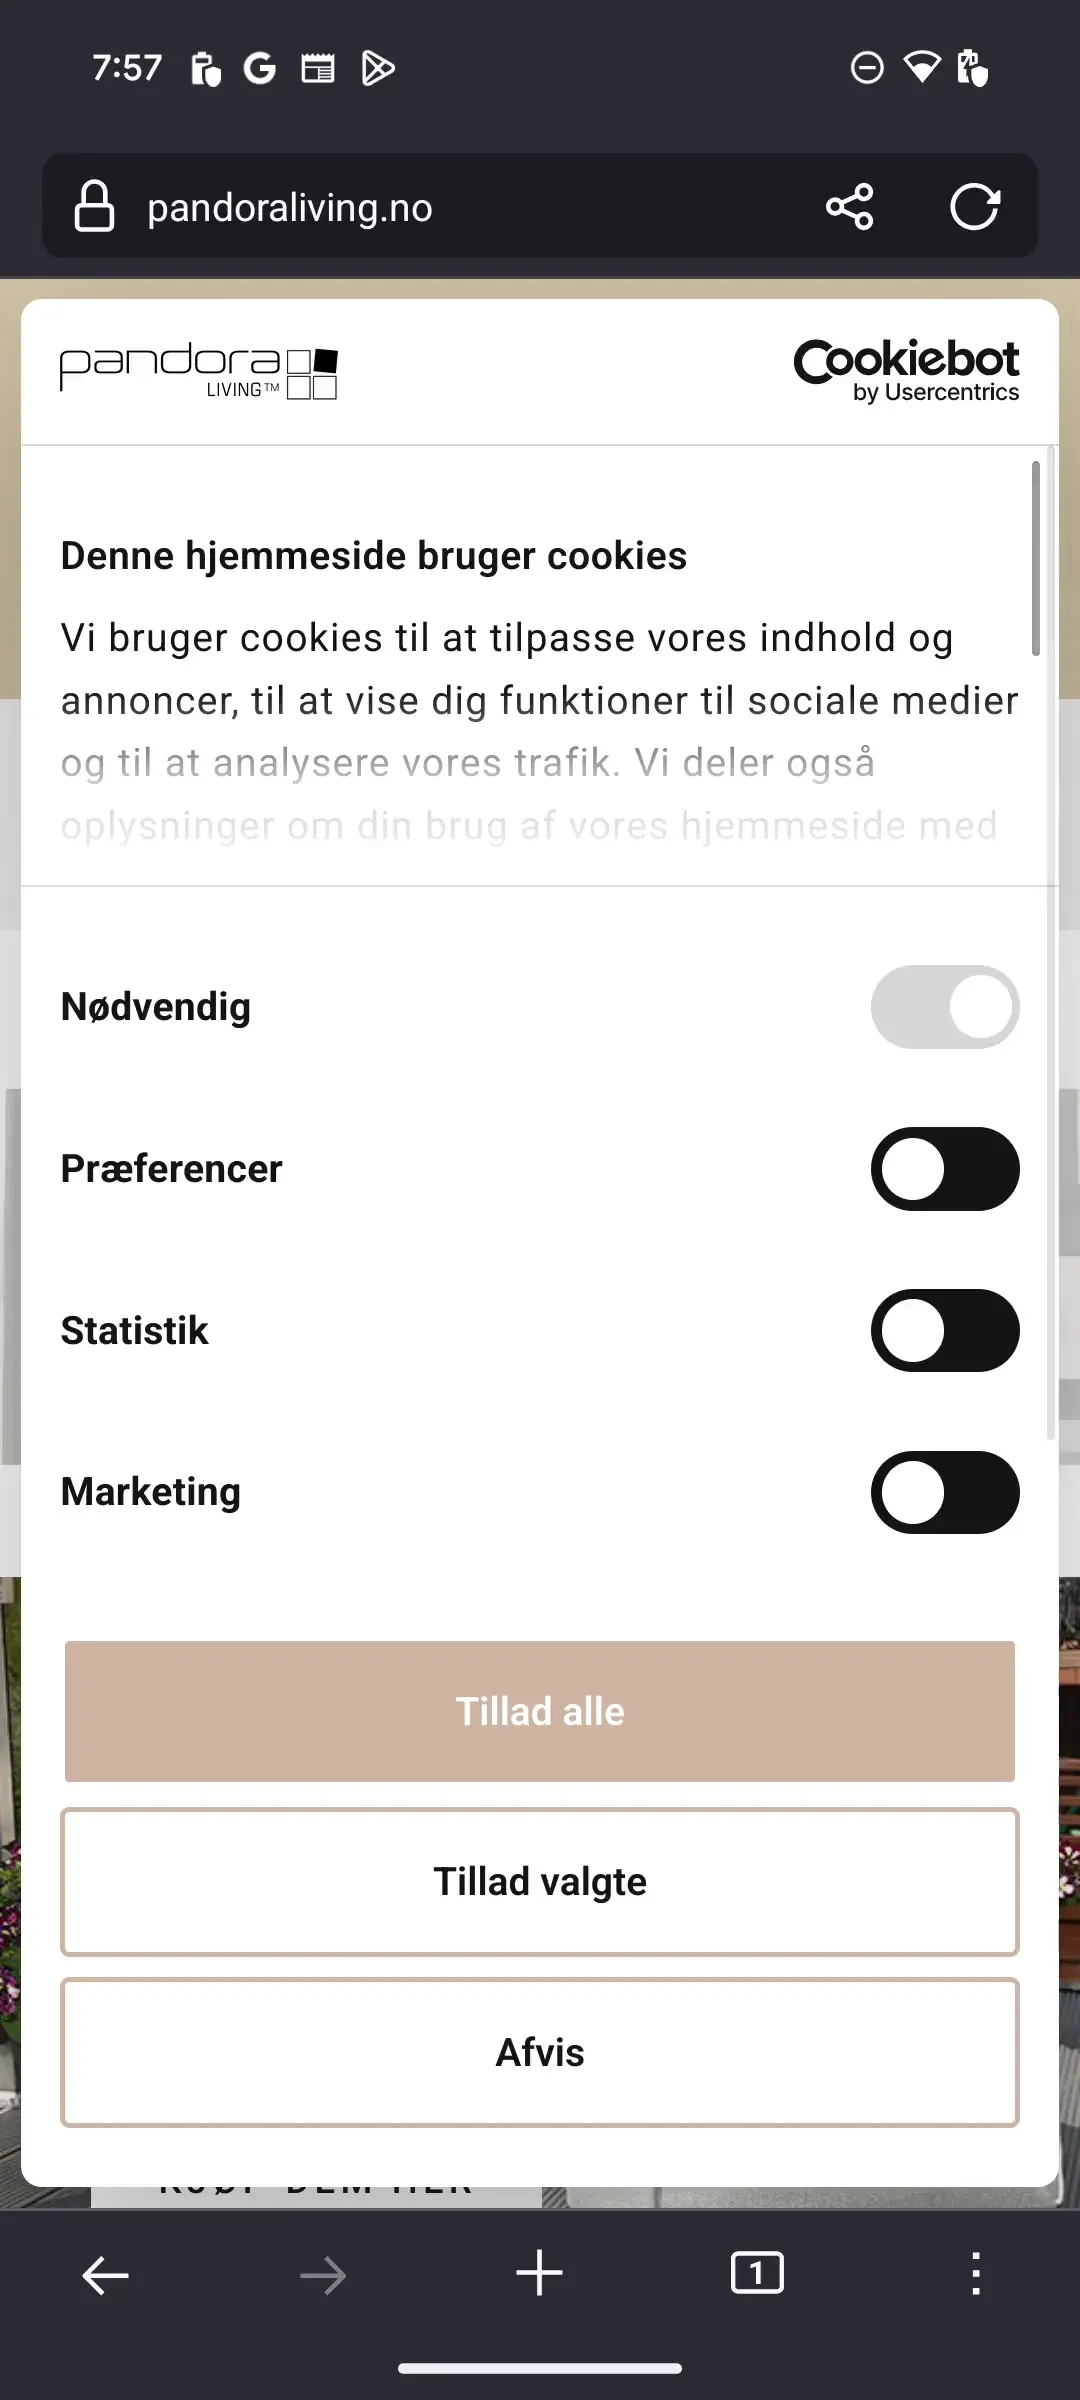 7:57
pandoraliving.no
pandora
LIVING™
Cookiebot
by Usercentrics
Denne hjemmeside bruger cookies
Vi bruger cookies til at tilpasse vores indhold og
annoncer, til at vise dig funktioner til sociale medier
og til at analysere vores trafik. Vi deler også
oplysninger om din brug af vores hjemmeside med
Nødvendig
Præferencer
Statistik
Marketing
Tillad alle
Tillad valgte
Afvis
DEM HER
1